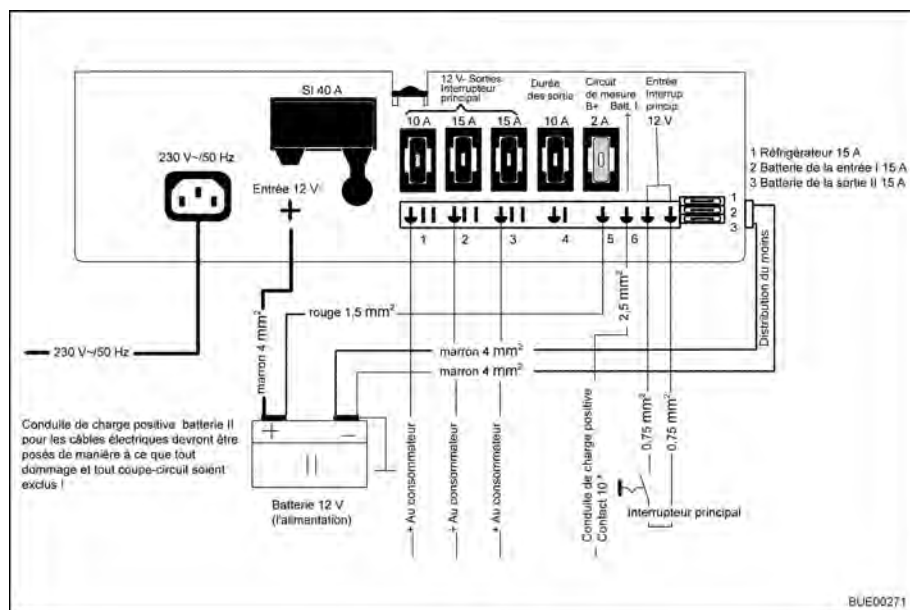 SI 40 A
12 V- Sorties
Interrupteur
principal
Durée
des sortie
Circuit
de mesure
B+ Batt. I
Entrée
Interrup.
princip.
12 V
10 A
15 A
15 A
10 A
2 A
230 V~/50 Hz
Entrée 12 V
+
1 Réfrigérateur 15 A
2 Batterie de la entrée I 15 A
3 Batterie de la sortie II 15 A
1
2
3
1
2
3
4
5
6
Distribution du moins
marron 4 mm²
rouge 1,5 mm²
2,5 mm²
230 V~/50 Hz
marron 4 mm²
marron 4 mm²
0,75 mm²
0,75 mm²
Conduite de charge positive batterie II
pour les câbles électriques devront être
posés de manière à ce que tout
dommage et tout coupe-circuit soient
exclus !
+ −
Batterie 12 V
(l'alimentation)
+ Au consommateur
+ Au consommateur
+ Au consommateur
Conduite de charge positive
Contact 10 *
Interrupteur principal
BUE00271